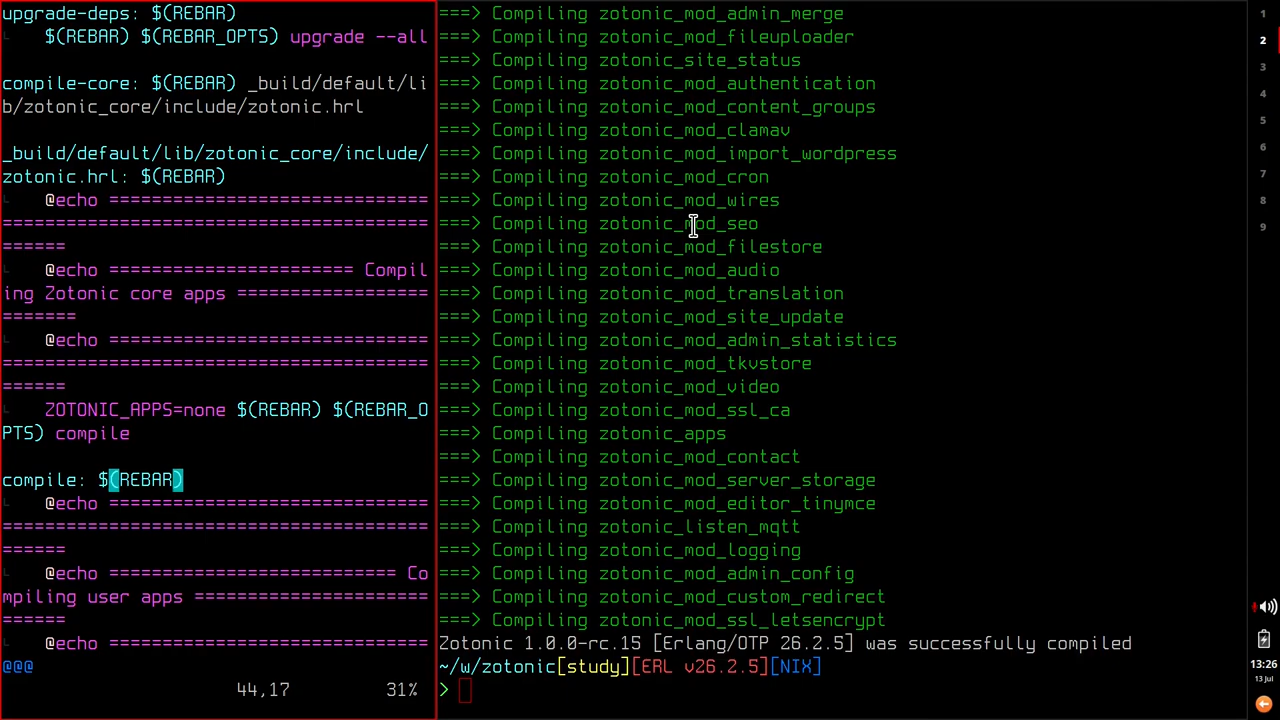 upgrade-deps: $(REBAR)
$(REBAR) $(REBAR_OPTS) upgrade --all
compile-core: $(REBAR) _build/default/li
b/zotonic_core/include/zotonic.hrl
_build/default/lib/zotonic_core/include/
zotonic.hrl: $(REBAR)
@echo ==============================
========================================
======
@echo ======================= Compil
ing Zotonic core apps ==================
=======
@echo ==============================
========================================
======
ZOTONIC_APPS=none $(REBAR) $(REBAR_O
PTS) compile
compile: $(REBAR)
@echo ==============================
========================================
======
@echo =========================== Co
mpiling user apps ======================
======
@echo ==============================
@@@
44,17 31%
===> Compiling zotonic_mod_admin_merge
===> Compiling zotonic_mod_fileuploader
===> Compiling zotonic_site_status
===> Compiling zotonic_mod_authentication
===> Compiling zotonic_mod_content_groups
===> Compiling zotonic_mod_clamav
===> Compiling zotonic_mod_import_wordpress
===> Compiling zotonic_mod_cron
===> Compiling zotonic_mod_wires
===> Compiling zotonic_mod_seo
===> Compiling zotonic_mod_filestore
===> Compiling zotonic_mod_audio
===> Compiling zotonic_mod_translation
===> Compiling zotonic_mod_site_update
===> Compiling zotonic_mod_admin_statistics
===> Compiling zotonic_mod_tkvstore
===> Compiling zotonic_mod_video
===> Compiling zotonic_mod_ssl_ca
===> Compiling zotonic_apps
===> Compiling zotonic_mod_contact
===> Compiling zotonic_mod_server_storage
===> Compiling zotonic_mod_editor_tinymce
===> Compiling zotonic_listen_mqtt
===> Compiling zotonic_mod_logging
===> Compiling zotonic_mod_admin_config
===> Compiling zotonic_mod_custom_redirect
===> Compiling zotonic_mod_ssl_letsencrypt
Zotonic 1.0.0-rc.15 [Erlang/OTP 26.2.5] was successfully compiled
~/w/zotonic[study][ERL v26.2.5][NIX]
>
1
2
3
4
5
6
7
8
9
13:26
13 Jul